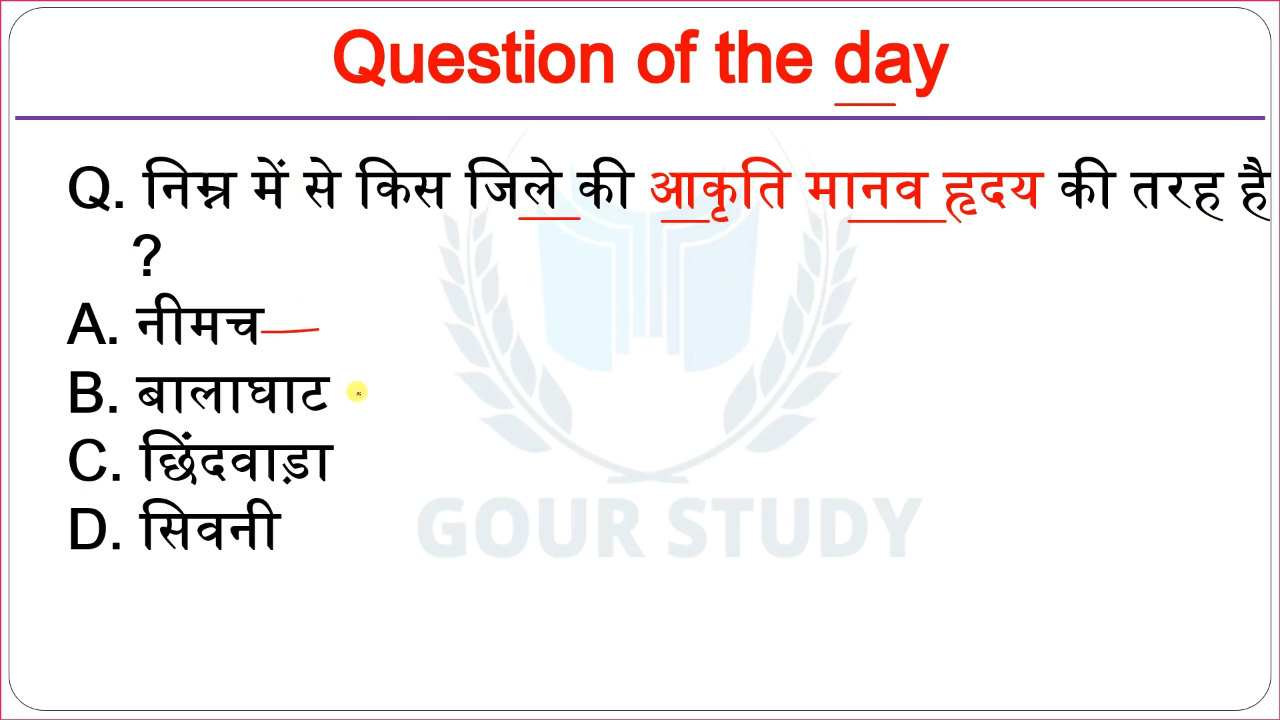 Question of the day
Q. निम्न में से किस जिले की आकृति मानव हृदय की तरह है
?
A. नीमच
B. बालाघाट
C. छिंदवाड़ा
D. सिवनी
GOUR STUDY